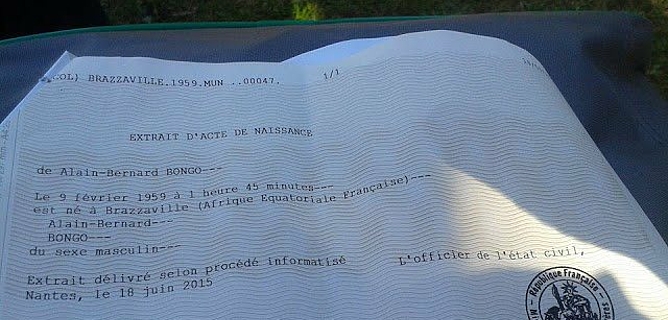 COL) BRAZZAVILLE.1959.MUN ..00047. 1/1
EXTRAIT D'ACTE DE NAISSANCE
de Alain-Bernard BONGO---
Le 9 février 1959 à 1 heure 45 minutes---
est né à Brazzaville (Afrique Equatoriale Française)---
Alain-Bernard---
BONGO---
du sexe masculin---
Extrait délivré selon procédé informatisé
Nantes, le 18 juin 2015
L'officier de l'état civil,
République Française